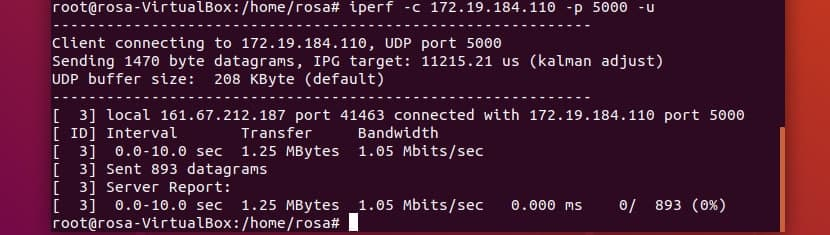 root@rosa-VirtualBox:/home/rosa# iperf -c 172.19.184.110 -p 5000 -u
------------------------------------------------------------
Client connecting to 172.19.184.110, UDP port 5000
Sending 1470 byte datagrams, IPG target: 11215.21 us (kalman adjust)
UDP buffer size:  208 KByte (default)
------------------------------------------------------------
[  3] local 161.67.212.187 port 41463 connected with 172.19.184.110 port 5000
[ ID] Interval       Transfer     Bandwidth
[  3]  0.0-10.0 sec  1.25 MBytes  1.05 Mbits/sec
[  3] Sent 893 datagrams
[  3] Server Report:
[  3]  0.0-10.0 sec  1.25 MBytes  1.05 Mbits/sec   0.000 ms    0/  893 (0%)
root@rosa-VirtualBox:/home/rosa#